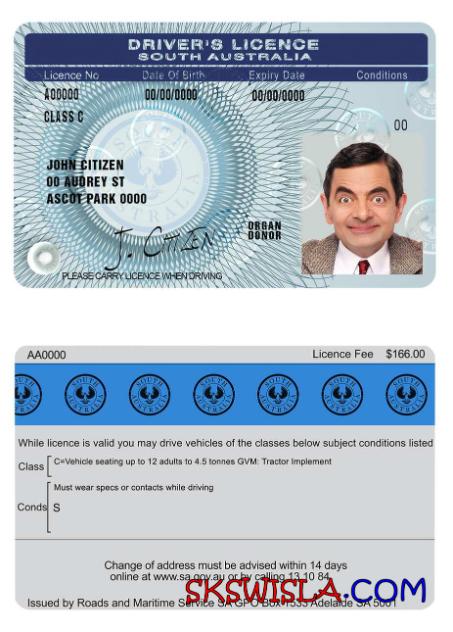 DRIVER'S LICENCE
SOUTH AUSTRALIA
Licence No Date Of Birth Expiry Date Conditions
A00000 00/00/0000 00/00/0000
CLASS C
00
JOHN CITIZEN
00 AUDREY ST
ASCOT PARK 0000
ORGAN
DONOR
J. CITIZEN
PLEASE CARRY LICENCE WHEN DRIVING
AA0000 Licence Fee $166.00
SOUTH AUSTRALIA SOUTH AUSTRALIA SOUTH AUSTRALIA SOUTH AUSTRALIA SOUTH AUSTRALIA SOUTH AUSTRALIA SOUTH AUSTRALIA
While licence is valid you may drive vehicles of the classes below subject conditions listed
Class C=Vehicle seating up to 12 adults to 4.5 tonnes GVM: Tractor Implement
Must wear specs or contacts while driving
Conds S
Change of address must be advised within 14 days
online at www.sa.gov.au or by calling 13 10 84
SKSWISLA.COM
Issued by Roads and Maritime Service SA GPO Box 1533 Adelaide SA 5001